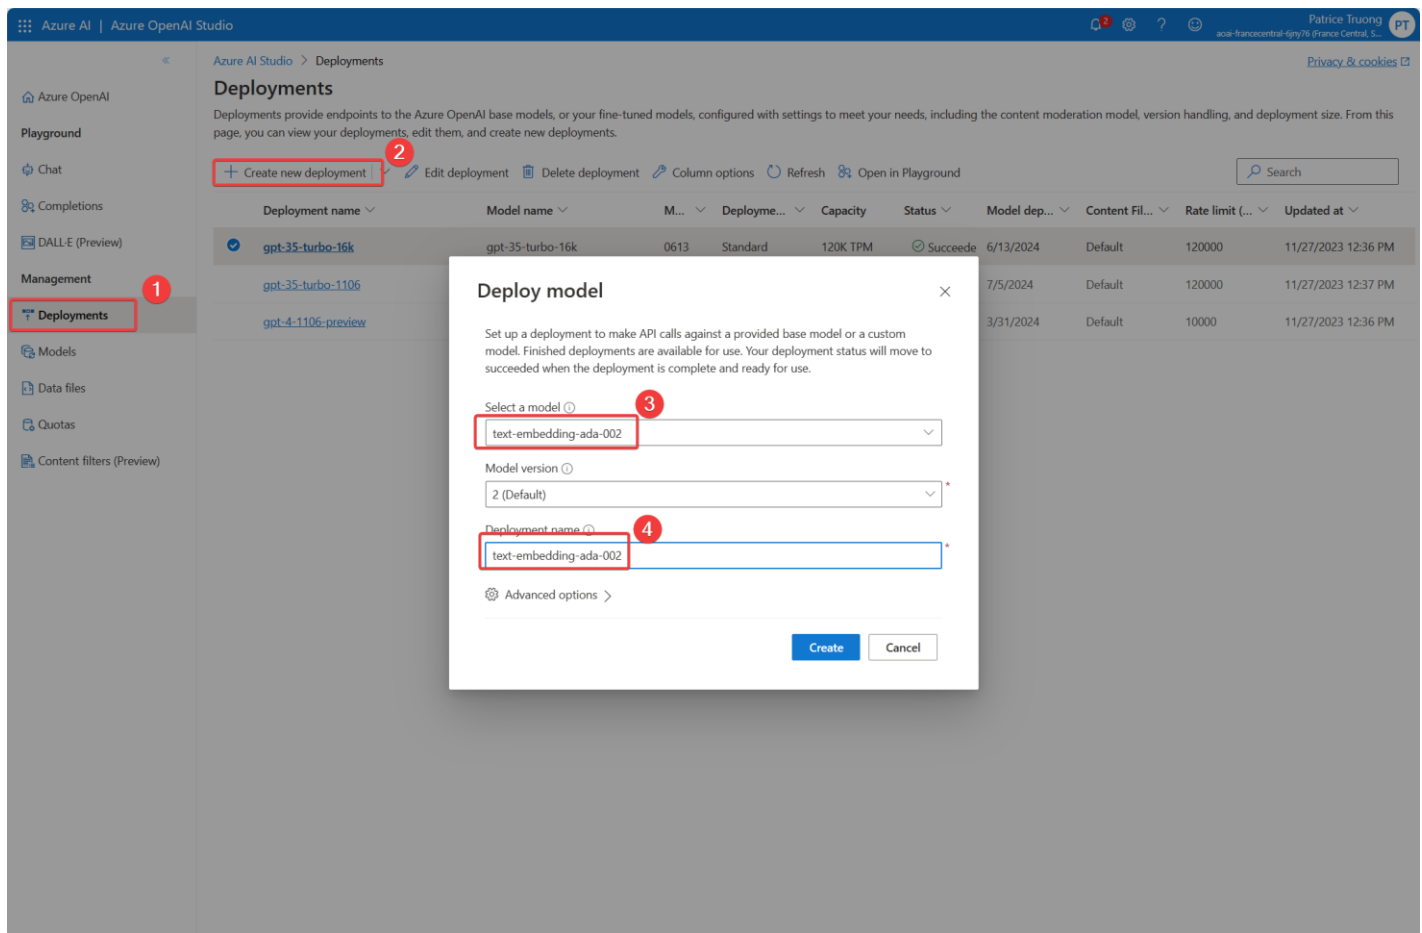 Azure AI | Azure OpenAI Studio
2
?
Patrice Truong
aoai-francecentral-6jny76 (France Central, S...
PT
Azure AI Studio > Deployments
Privacy & cookies
Azure OpenAI
Playground
Chat
Completions
DALL·E (Preview)
Management
1
Deployments
Models
Data files
Quotas
Content filters (Preview)
Deployments
Deployments provide endpoints to the Azure OpenAI base models, or your fine-tuned models, configured with settings to meet your needs, including the content moderation model, version handling, and deployment size. From this
page, you can view your deployments, edit them, and create new deployments.
2
+ Create new deployment | Edit deployment Delete deployment Column options Refresh Open in Playground Search
Deployment name Model name M... Deployme... Capacity Status Model dep... Content Fil... Rate limit (... Updated at
gpt-35-turbo-16k gpt-35-turbo-16k 0613 Standard 120K TPM Succeede 6/13/2024 Default 120000 11/27/2023 12:36 PM
gpt-35-turbo-1106 7/5/2024 Default 120000 11/27/2023 12:37 PM
gpt-4-1106-preview 3/31/2024 Default 10000 11/27/2023 12:36 PM
Deploy model
Set up a deployment to make API calls against a provided base model or a custom
model. Finished deployments are available for use. Your deployment status will move to
succeeded when the deployment is complete and ready for use.
Select a model
3
text-embedding-ada-002
Model version
2 (Default)
*
Deployment name
4
text-embedding-ada-002
*
Advanced options >
Create Cancel